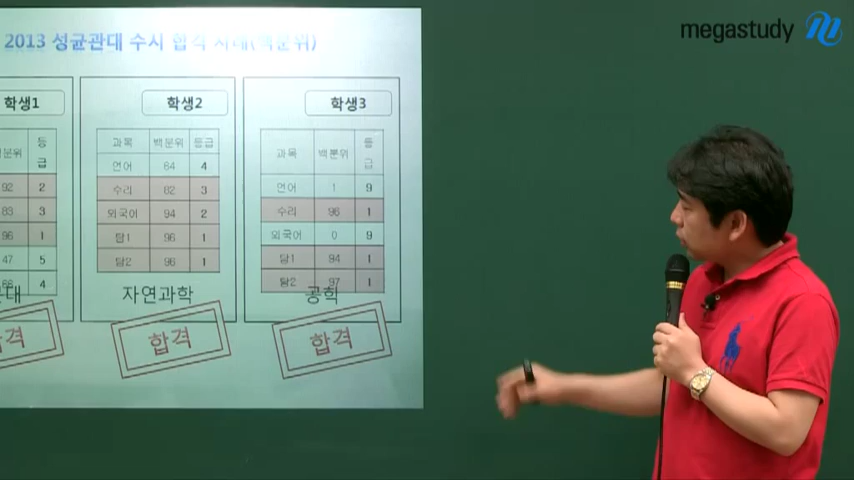 megastudy
2013 성균관대 수시 합격 사례(백분위)
학생1
분위 등급
92 2
83 3
96 1
47 5
66 4
대
합격
학생2
과목 백분위 등급
언어 64 4
수리 82 3
외국어 94 2
탐1 96 1
탐2 96 1
자연과학
합격
학생3
과목 백분위 등급
언어 1 9
수리 96 1
외국어 0 9
탐1 94 1
탐2 97 1
공학
합격